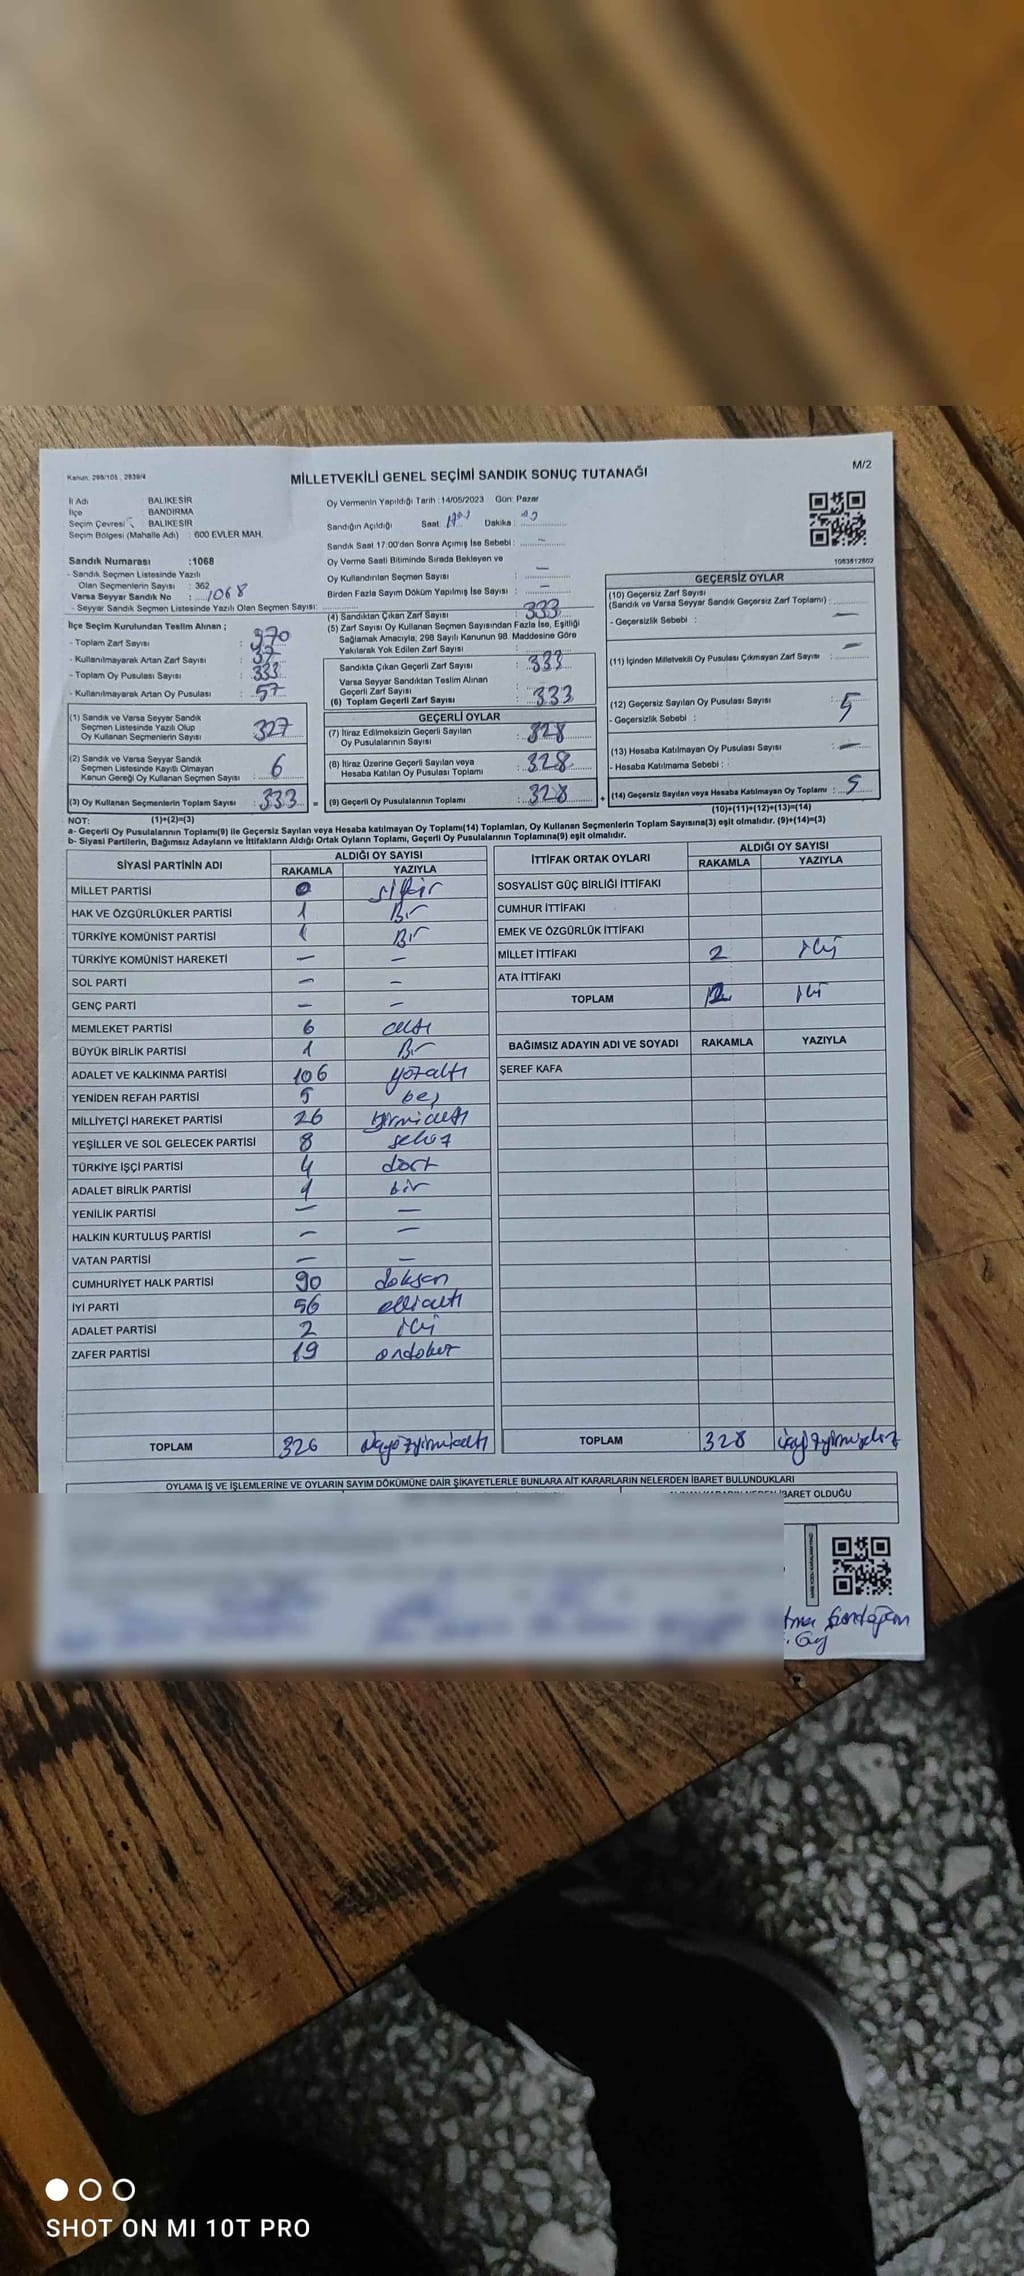 Kanun: 298/105 , 2839/4
M/2
MİLLETVEKİLİ GENEL SEÇİMİ SANDIK SONUÇ TUTANAĞI
İl Adı : BALIKESİR
İlçe : BANDIRMA
Seçim Çevresi : BALIKESİR
Seçim Bölgesi (Mahalle Adı) : 600 EVLER MAH.
Oy Vermenin Yapıldığı Tarih : 14/05/2023 Gün: Pazar
Sandığın Açıldığı Saat: Dakika :
Sandık Saat 17:00'dan Sonra Açımış İse Sebebi : –
Oy Verme Saati Bitiminde Sırada Bekleyen ve
Oy Kullandırılan Seçmen Sayısı : –
Birden Fazla Sayım Döküm Yapılmış İse Sayısı : –
Sandık Numarası :1068
- Sandık Seçmen Listesinde Yazılı
Olan Seçmenlerin Sayısı : 362
Varsa Seyyar Sandık No : 1068
- Seyyar Sandık Seçmen Listesinde Yazılı Olan Seçmen Sayısı:
İlçe Seçim Kurulundan Teslim Alınan ;
- Toplam Zarf Sayısı : 370
- Kullanılmayarak Artan Zarf Sayısı : 37
- Toplam Oy Pusulası Sayısı : 333
- Kullanılmayarak Artan Oy Pusulası : 57
(1) Sandık ve Varsa Seyyar Sandık
Seçmen Listesinde Yazılı Olup
Oy Kullanan Seçmenlerin Sayısı : 327
(2) Sandık ve Varsa Seyyar Sandık
Seçmen Listesinde Kayıtlı Olmayan
Kanun Gereği Oy Kullanan Seçmen Sayısı : 6
(3) Oy Kullanan Seçmenlerin Toplam Sayısı : 333 =
(4) Sandıktan Çıkan Zarf Sayısı : 333
(5) Zarf Sayısı Oy Kullanan Seçmen Sayısından Fazla İse, Eşitliği
Sağlamak Amacıyla; 298 Sayılı Kanunun 98. Maddesine Göre
Yakılarak Yok Edilen Zarf Sayısı :
Sandıkta Çıkan Geçerli Zarf Sayısı : 333
Varsa Seyyar Sandıktan Teslim Alınan
Geçerli Zarf Sayısı :
(6) Toplam Geçerli Zarf Sayısı : 333
GEÇERLİ OYLAR
(7) İtiraz Edilmeksizin Geçerli Sayılan
Oy Pusulalarının Sayısı : 328
(8) İtiraz Üzerine Geçerli Sayılan veya
Hesaba Katılan Oy Pusulası Toplamı : 328
(9) Geçerli Oy Pusulalarının Toplamı : 328 +
1083812602
GEÇERSİZ OYLAR
(10) Geçersiz Zarf Sayısı
(Sandık ve Varsa Seyyar Sandık Geçersiz Zarf Toplamı) :
- Geçersizlik Sebebi : –
(11) İçinden Milletvekili Oy Pusulası Çıkmayan Zarf Sayısı : –
(12) Geçersiz Sayılan Oy Pusulası Sayısı : 5
- Geçersizlik Sebebi :
(13) Hesaba Katılmayan Oy Pusulası Sayısı : –
- Hesaba Katılmama Sebebi :
(14) Geçersiz Sayılan veya Hesaba Katılmayan Oy Toplamı : 5
NOT: (1)+(2)=(3)
(10)+(11)+(12)+(13)=(14)
a- Geçerli Oy Pusulalarının Toplamı(9) ile Geçersiz Sayılan veya Hesaba katılmayan Oy Toplamı(14) Toplamları, Oy Kullanan Seçmenlerin Toplam Sayısına(3) eşit olmalıdır. (9)+(14)=(3)
b- Siyasi Partilerin, Bağımsız Adayların ve İttifakların Aldığı Ortak Oyların Toplamı, Geçerli Oy Pusulalarının Toplamına(9) eşit olmalıdır.
SİYASİ PARTİNİN ADI ALDIĞI OY SAYISI
RAKAMLA YAZIYLA
MİLLET PARTİSİ 0 sıfır
HAK VE ÖZGÜRLÜKLER PARTİSİ 1 Bir
TÜRKİYE KOMÜNİST PARTİSİ 1 Bir
TÜRKİYE KOMÜNİST HAREKETİ – –
SOL PARTİ – –
GENÇ PARTİ – –
MEMLEKET PARTİSİ 6 altı
BÜYÜK BİRLİK PARTİSİ 1 Bir
ADALET VE KALKINMA PARTİSİ 106 yüzaltı
YENİDEN REFAH PARTİSİ 5 beş
MİLLİYETÇİ HAREKET PARTİSİ 26 yirmialtı
YEŞİLLER VE SOL GELECEK PARTİSİ 8 sekiz
TÜRKİYE İŞÇİ PARTİSİ 4 dört
ADALET BİRLİK PARTİSİ 1 bir
YENİLİK PARTİSİ – –
HALKIN KURTULUŞ PARTİSİ – –
VATAN PARTİSİ – –
CUMHURİYET HALK PARTİSİ 90 doksan
İYİ PARTİ 56 ellialtı
ADALET PARTİSİ 2 iki
ZAFER PARTİSİ 19 ondokuz
TOPLAM 326 üçyüzyirmialtı
İTTİFAK ORTAK OYLARI ALDIĞI OY SAYISI
RAKAMLA YAZIYLA
SOSYALİST GÜÇ BİRLİĞİ İTTİFAKI
CUMHUR İTTİFAKI
EMEK VE ÖZGÜRLÜK İTTİFAKI
MİLLET İTTİFAKI 2 iki
ATA İTTİFAKI
TOPLAM 2 iki
BAĞIMSIZ ADAYIN ADI VE SOYADI RAKAMLA YAZIYLA
ŞEREF KAFA
TOPLAM 328 üçyüzyirmisekiz
OYLAMA İŞ VE İŞLEMLERİNE VE OYLARIN SAYIM DÖKÜMÜNE DAİR ŞİKAYETLERLE BUNLARA AİT KARARLARIN NELERDEN İBARET BULUNDUKLARI
İBARET OLDUĞU
SHOT ON MI 10T PRO